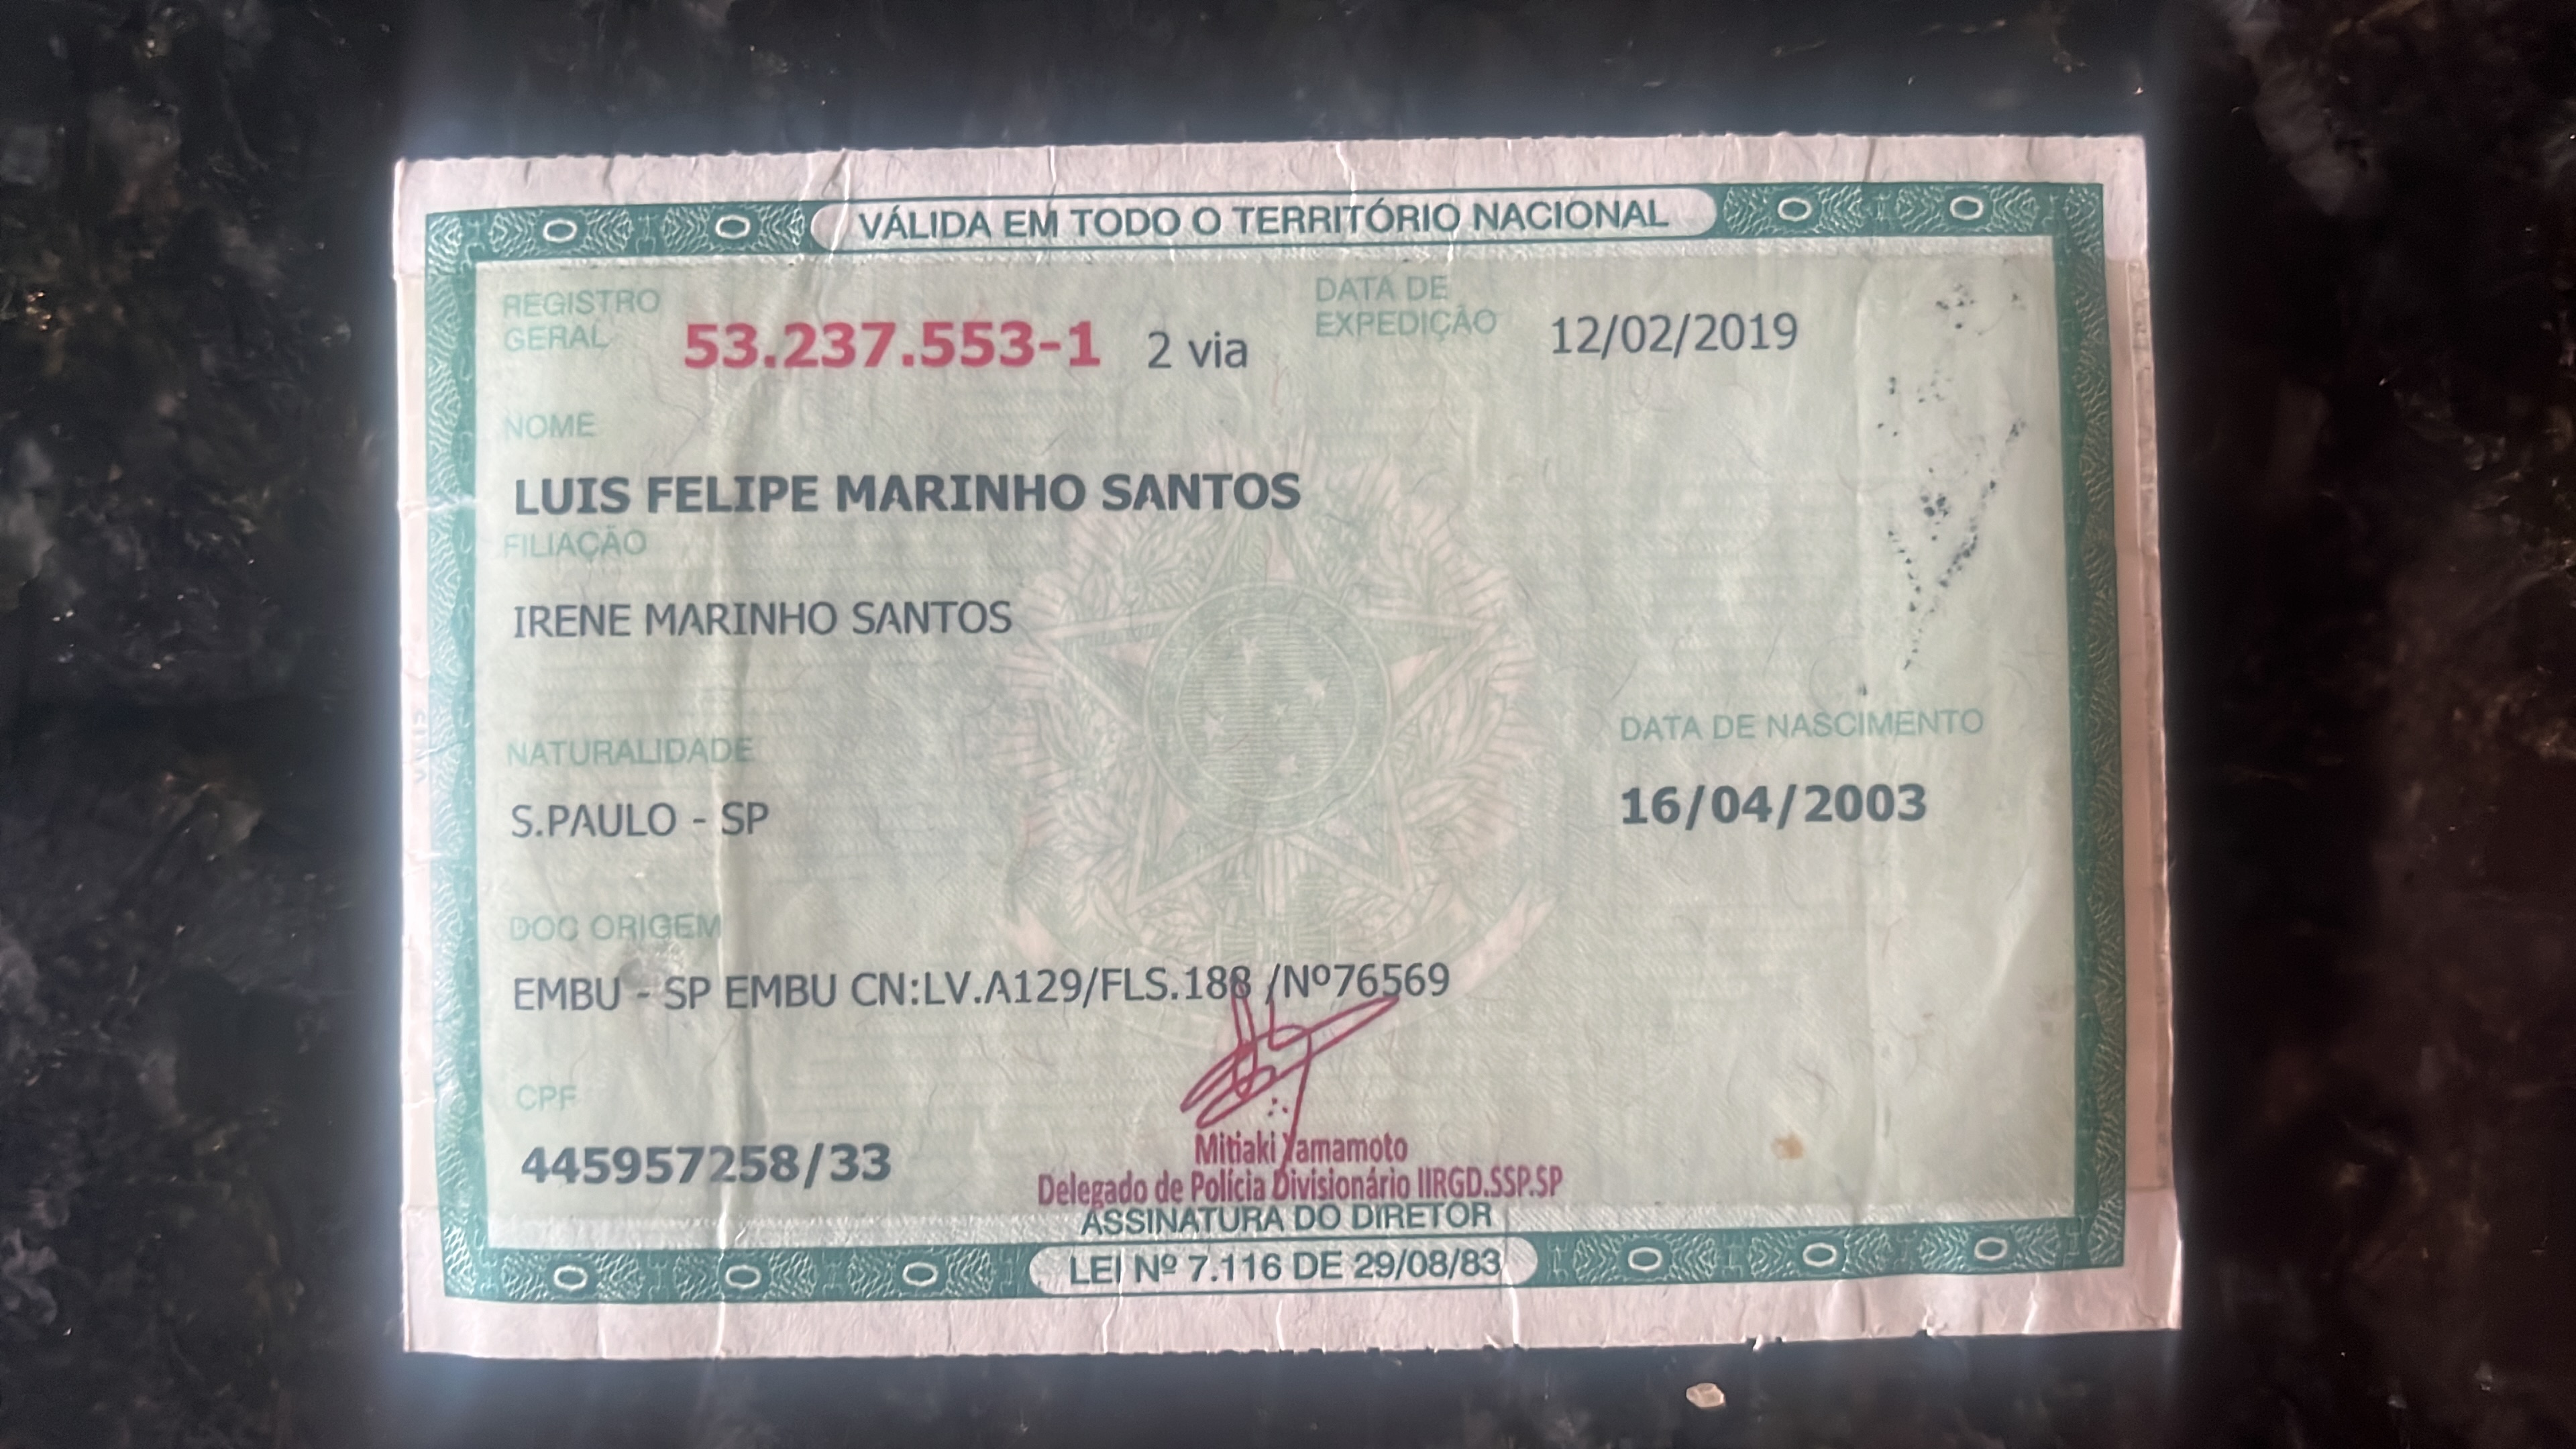 VÁLIDA EM TODO O TERRITÓRIO NACIONAL
REGISTRO GERAL 53.237.553-1 2 via DATA DE EXPEDIÇÃO 12/02/2019
NOME
LUIS FELIPE MARINHO SANTOS
FILIAÇÃO
IRENE MARINHO SANTOS
NATURALIDADE DATA DE NASCIMENTO
S.PAULO - SP 16/04/2003
DOC ORIGEM
EMBU - SP EMBU CN:LV.A129/FLS.188 /Nº76569
CPF
445957258/33
Mitiaki Yamamoto
Delegado de Polícia Divisionário IIRGD.SSP.SP
ASSINATURA DO DIRETOR
LEI Nº 7.116 DE 29/08/83